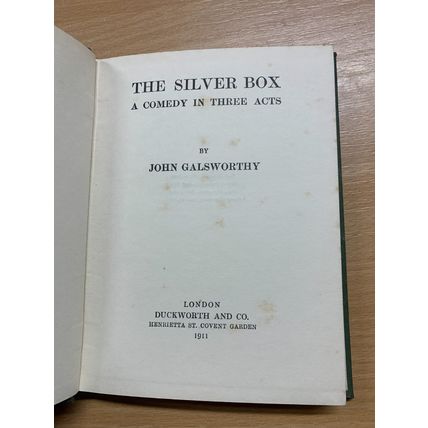 THE SILVER BOX
A COMEDY IN THREE ACTS
BY
JOHN GALSWORTHY
LONDON
DUCKWORTH AND CO.
HENRIETTA ST. COVENT GARDEN
1911